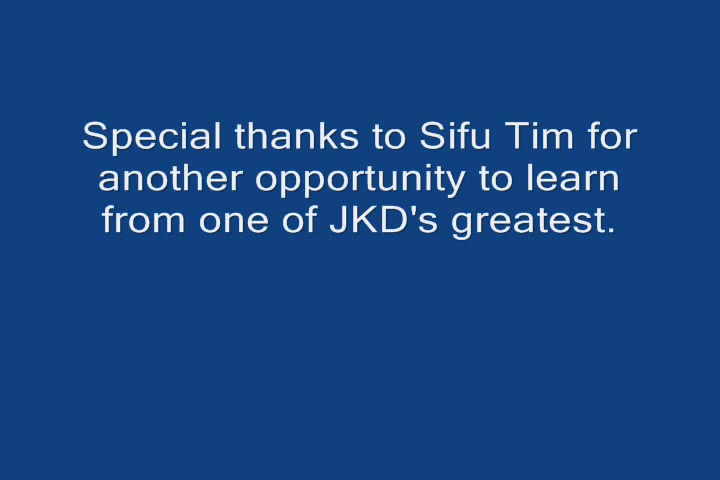 Special thanks to Sifu Tim for
another opportunity to learn
from one of JKD's greatest.